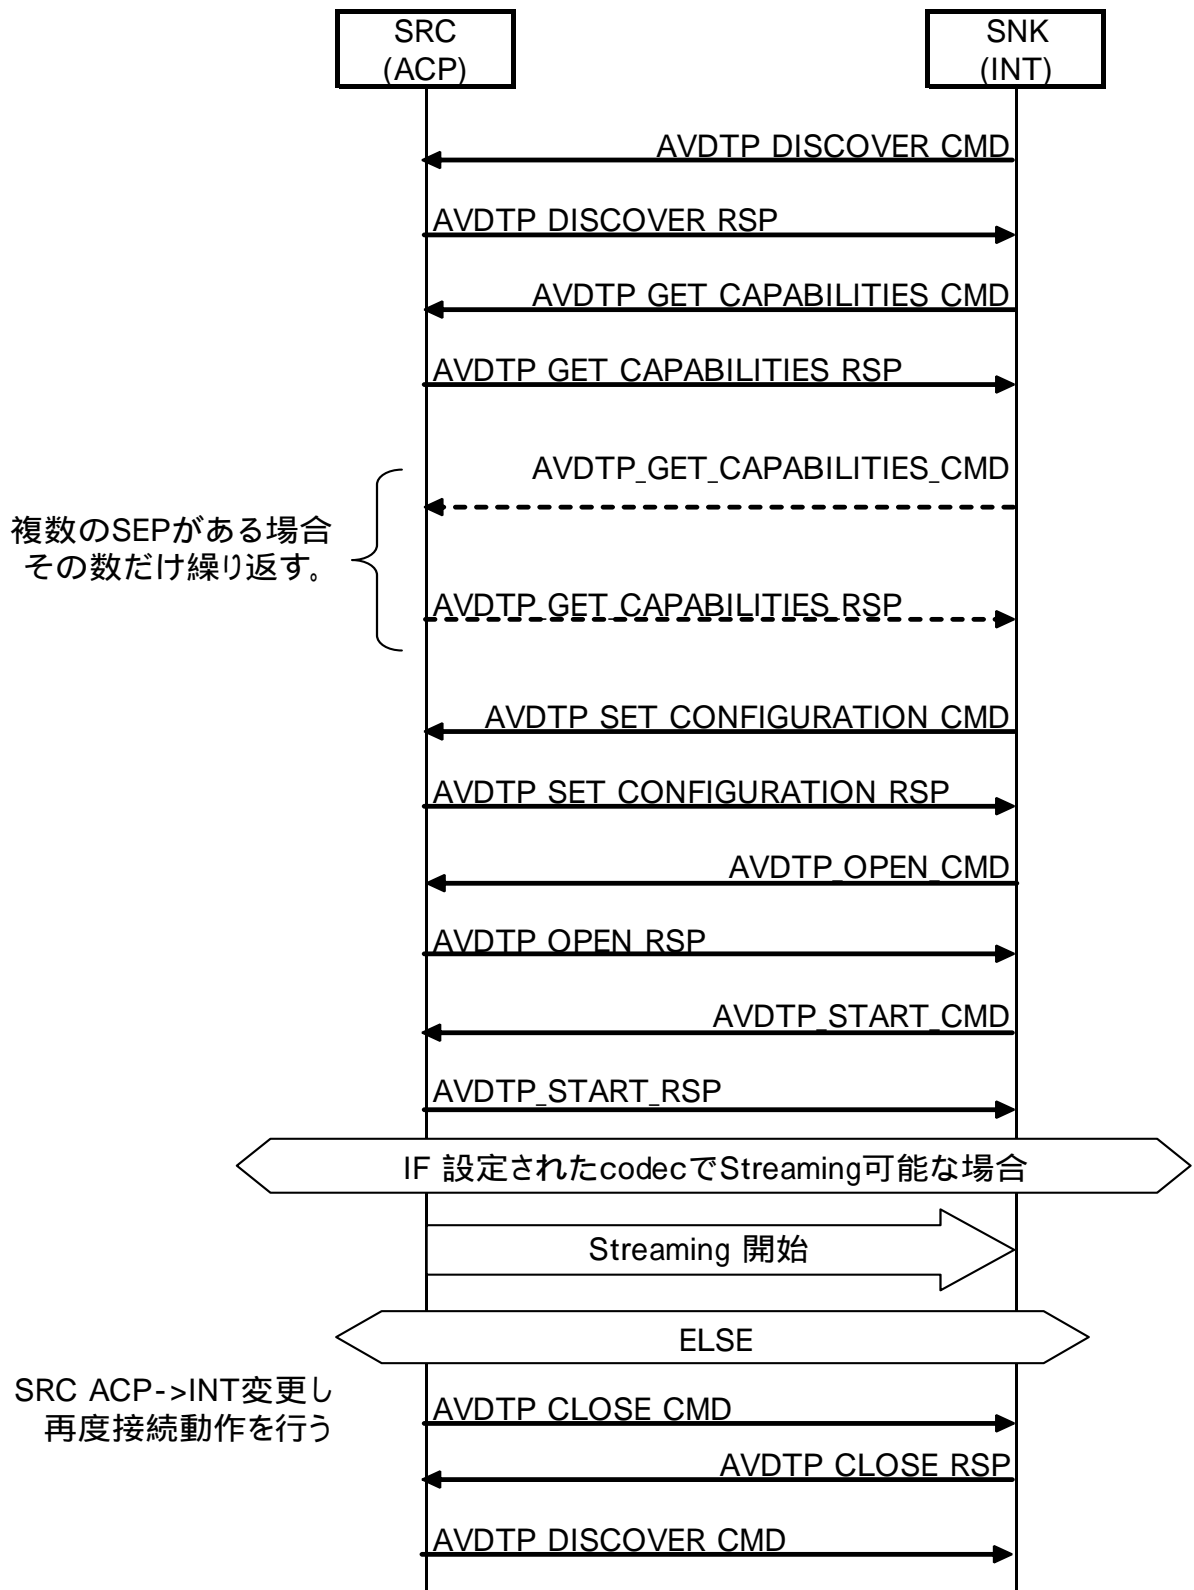 SRC
(ACP)
SNK
(INT)
AVDTP_DISCOVER_CMD
AVDTP_DISCOVER_RSP
AVDTP_GET_CAPABILITIES_CMD
AVDTP_GET_CAPABILITIES_RSP
AVDTP_GET_CAPABILITIES_CMD
複数のSEPがある場合
その数だけ繰り返す。
AVDTP_GET_CAPABILITIES_RSP
AVDTP_SET_CONFIGURATION_CMD
AVDTP_SET_CONFIGURATION_RSP
AVDTP_OPEN_CMD
AVDTP_OPEN_RSP
AVDTP_START_CMD
AVDTP_START_RSP
IF 設定されたcodecでStreaming可能な場合
Streaming 開始
ELSE
SRC ACP->INT変更し
再度接続動作を行う
AVDTP_CLOSE_CMD
AVDTP_CLOSE_RSP
AVDTP_DISCOVER_CMD